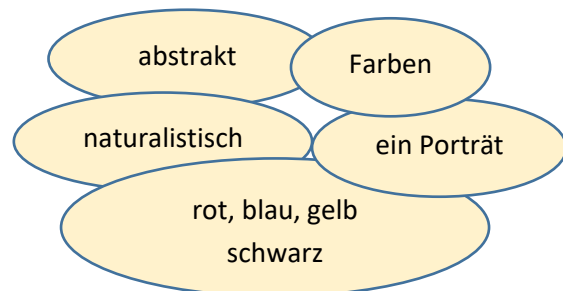 abstrakt
Farben
naturalistisch
ein Porträt
rot, blau, gelb
schwarz